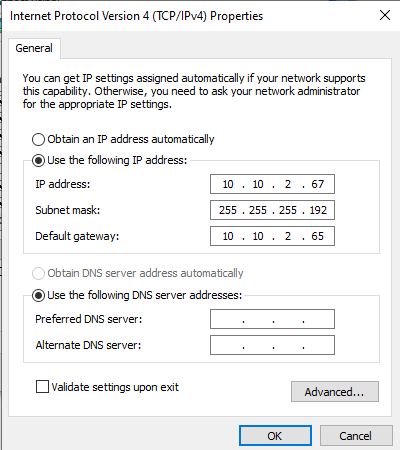 Internet Protocol Version 4 (TCP/IPv4) Properties
General
You can get IP settings assigned automatically if your network supports
this capability. Otherwise, you need to ask your network administrator
for the appropriate IP settings.
Obtain an IP address automatically
Use the following IP address:
IP address: 10 . 10 . 2 . 67
Subnet mask: 255 . 255 . 255 . 192
Default gateway: 10 . 10 . 2 . 65
Obtain DNS server address automatically
Use the following DNS server addresses:
Preferred DNS server: . . .
Alternate DNS server: . . .
Validate settings upon exit
Advanced...
OK Cancel